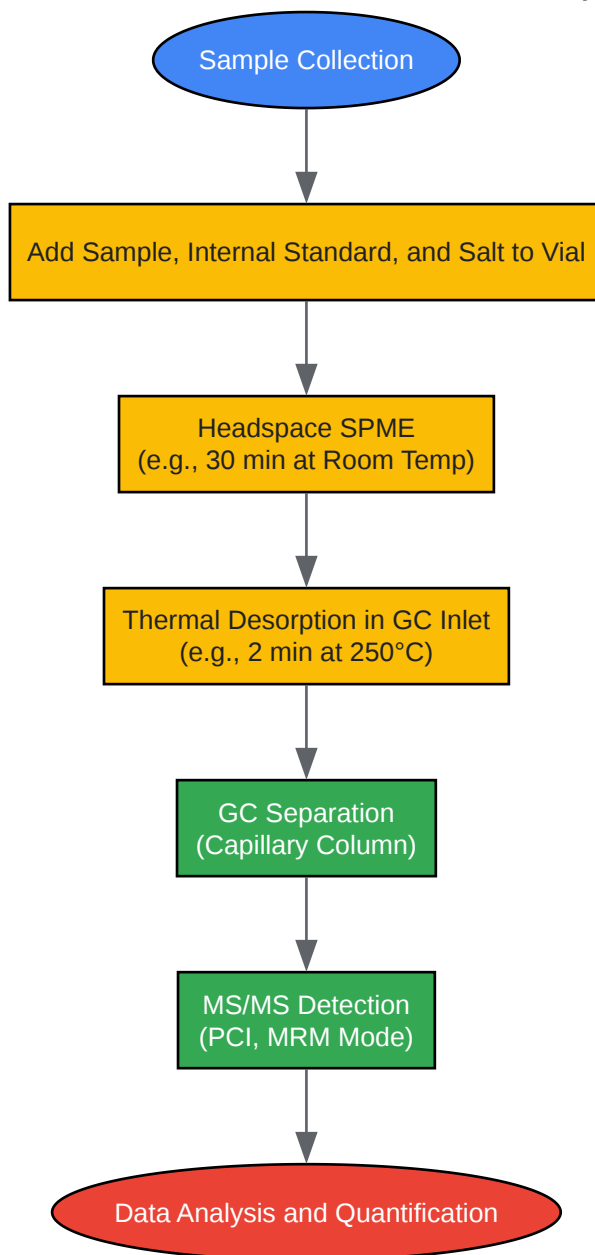 Sample Collection
Add Sample, Internal Standard, and Salt to Vial
Headspace SPME
(e.g., 30 min at Room Temp)
Thermal Desorption in GC Inlet
(e.g., 2 min at 250°C)
GC Separation
(Capillary Column)
MS/MS Detection
(PCI, MRM Mode)
Data Analysis and Quantification